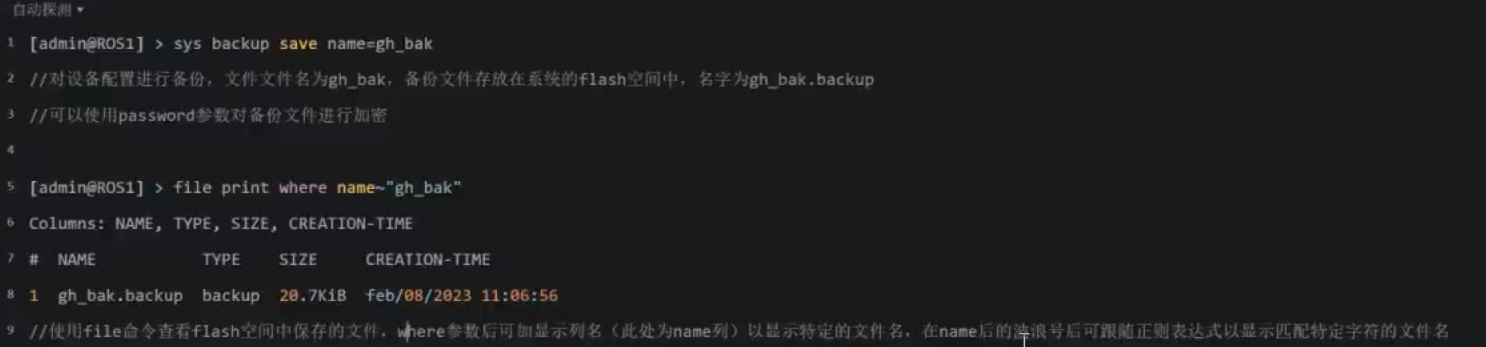 自动探测
1 [admin@ROS1] > sys backup save name=gh_bak
2 //对设备配置进行备份，文件文件名为gh_bak，备份文件存放在系统的flash空间中，名字为gh_bak.backup
3 //可以使用password参数对备份文件进行加密
4
5 [admin@ROS1] > file print where name~"gh_bak"
6 Columns: NAME, TYPE, SIZE, CREATION-TIME
7 # NAME TYPE SIZE CREATION-TIME
8 1 gh_bak.backup backup 20.7KiB feb/08/2023 11:06:56
9 //使用file命令查看flash空间中保存的文件，where参数后可加显示列名（此处为name列）以显示特定的文件名，在name后的波浪号后可跟随正则表达式以显示匹配特定字符的文件名